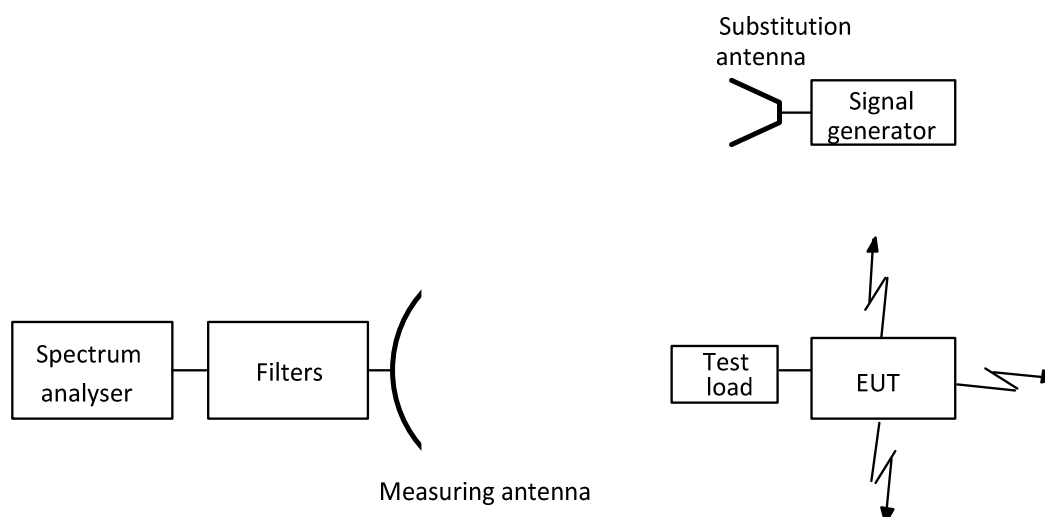 Substitution
antenna
Signal
generator
Spectrum
analyser
Filters
Test
load
EUT
Measuring antenna